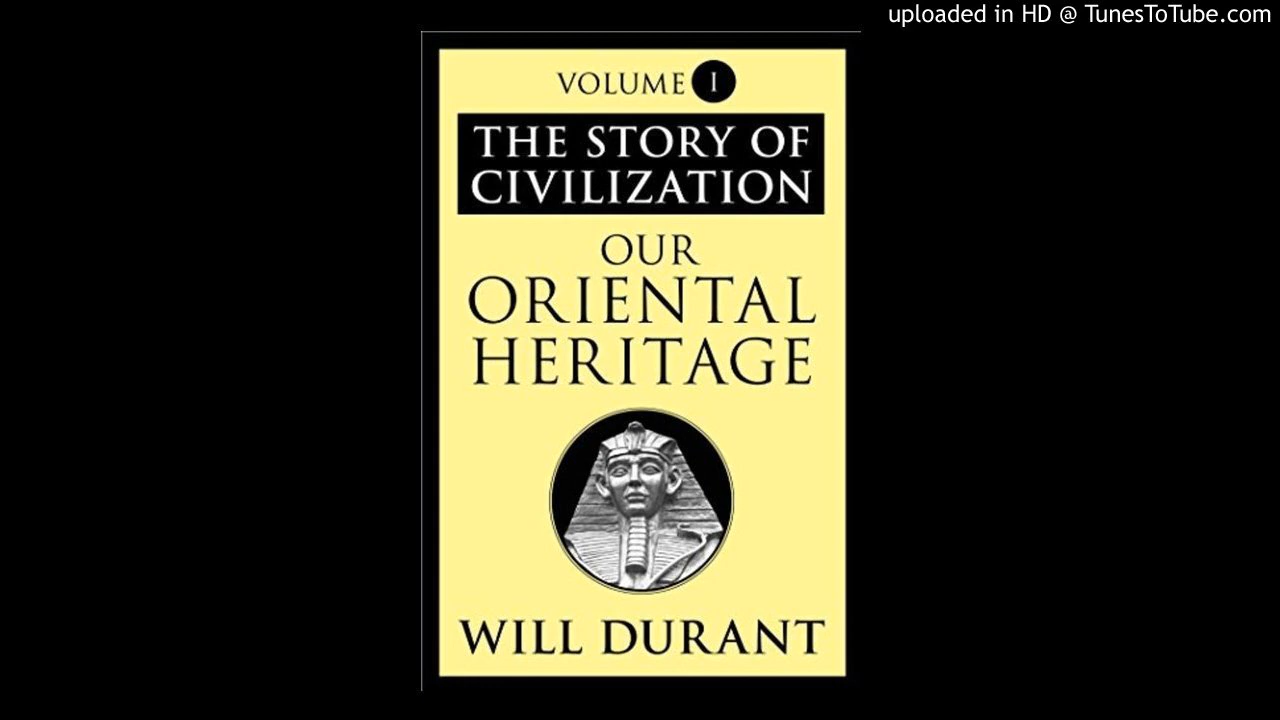 uploaded in HD @ TunesToTube.com
VOLUME I
THE STORY OF
CIVILIZATION
OUR
ORIENTAL
HERITAGE
WILL DURANT